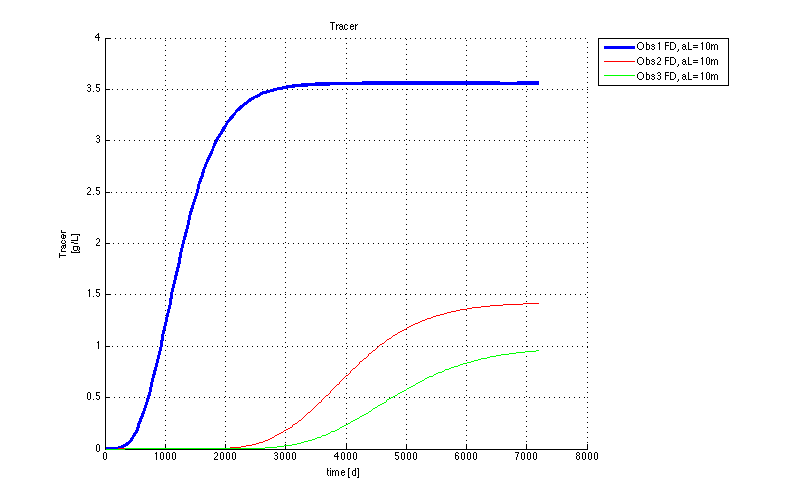 Tracer
4
3.5
3
2.5
2
1.5
1
0.5
0
Tracer
[g/L]
0 1000 2000 3000 4000 5000 6000 7000 8000
time [d]
Obs1 FD, aL=10m
Obs2 FD, aL=10m
Obs3 FD, aL=10m